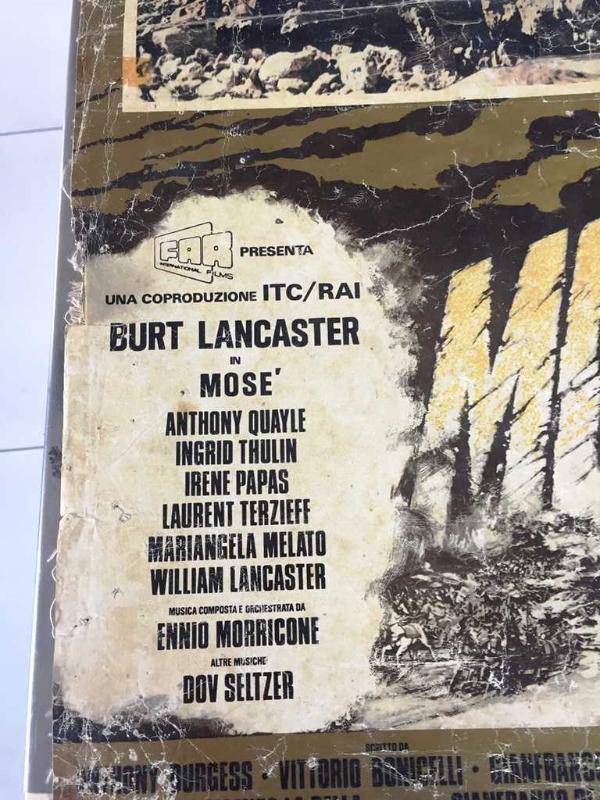 FAR
INTERNATIONAL FILMS
PRESENTA
UNA COPRODUZIONE ITC/RAI
BURT LANCASTER
IN
MOSE'
ANTHONY QUAYLE
INGRID THULIN
IRENE PAPAS
LAURENT TERZIEFF
MARIANGELA MELATO
WILLIAM LANCASTER
MUSICA COMPOSTA E ORCHESTRATA DA
ENNIO MORRICONE
ALTRE MUSICHE
DOV SELTZER
SCRITTO DA
ANTHONY BURGESS • VITTORIO BONICELLI • GIANFRANCO